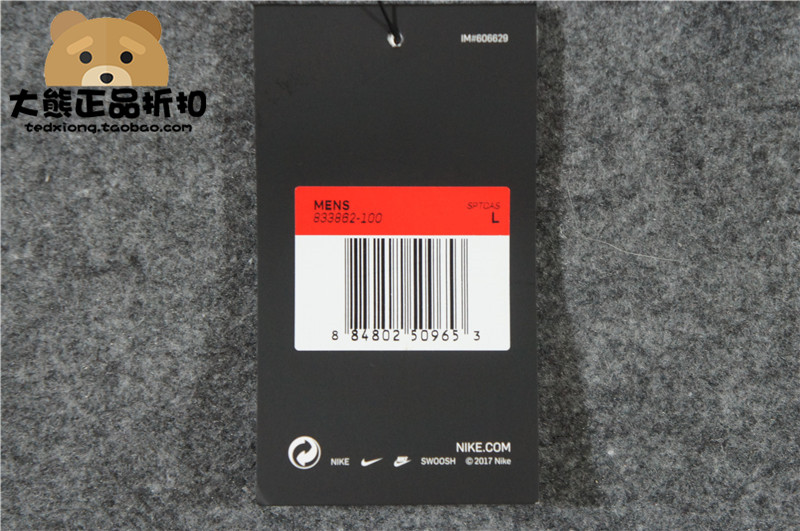 大熊正品折扣
tedxiong.taobao.com
IM#606629
MENS
833862-100
SPTCAS
L
8 84802 50965 3
NIKE.COM
NIKE SWOOSH © 2017 Nike